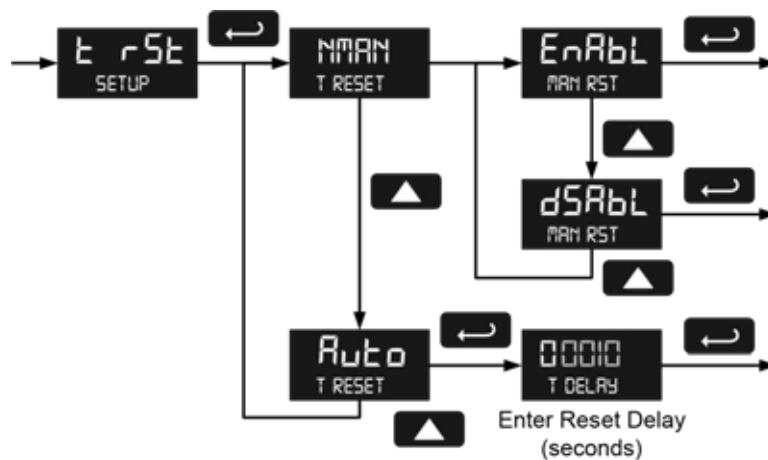 t rSt
SETUP
NMAN
T RESET
EnAbL
MAN RST
dSAbL
MAN RST
Auto
T RESET
00010
T DELAY
Enter Reset Delay
(seconds)